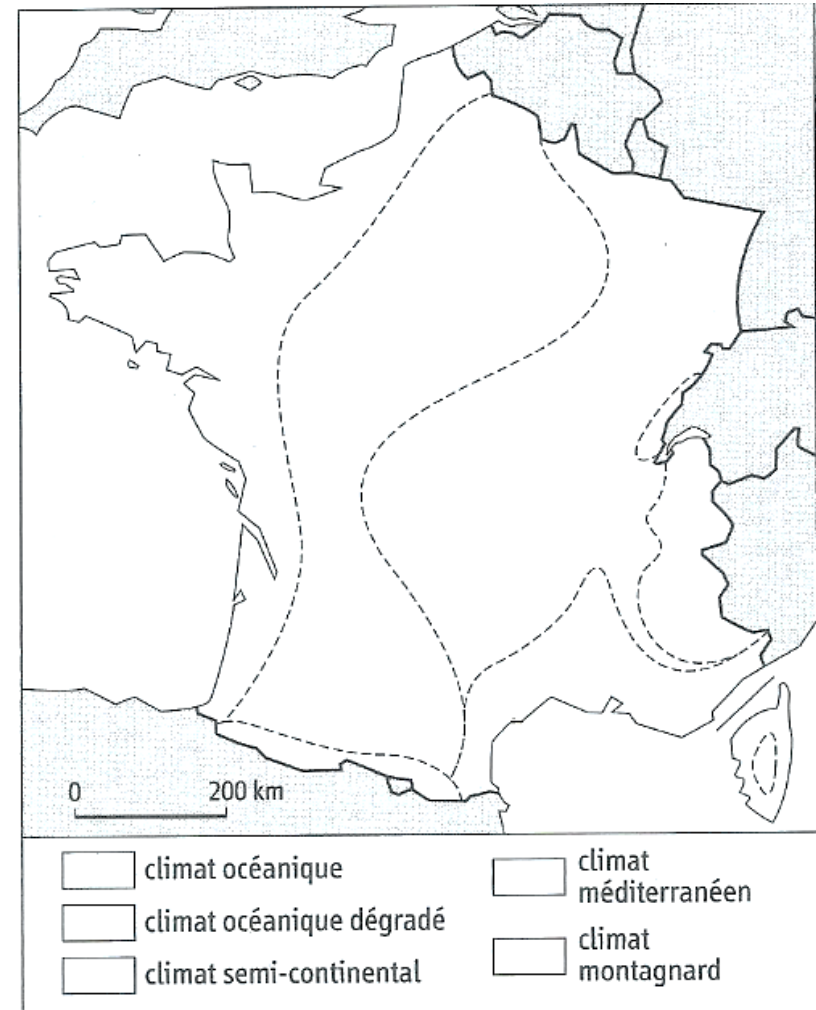 0 200 km
climat océanique
climat océanique dégradé
climat semi-continental
climat
méditerranéen
climat
montagnard